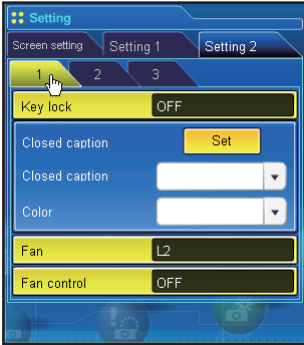 Setting
Screen setting Setting 1 Setting 2
1 2 3
Key lock OFF
Closed caption Set
Closed caption
Color
Fan L2
Fan control OFF